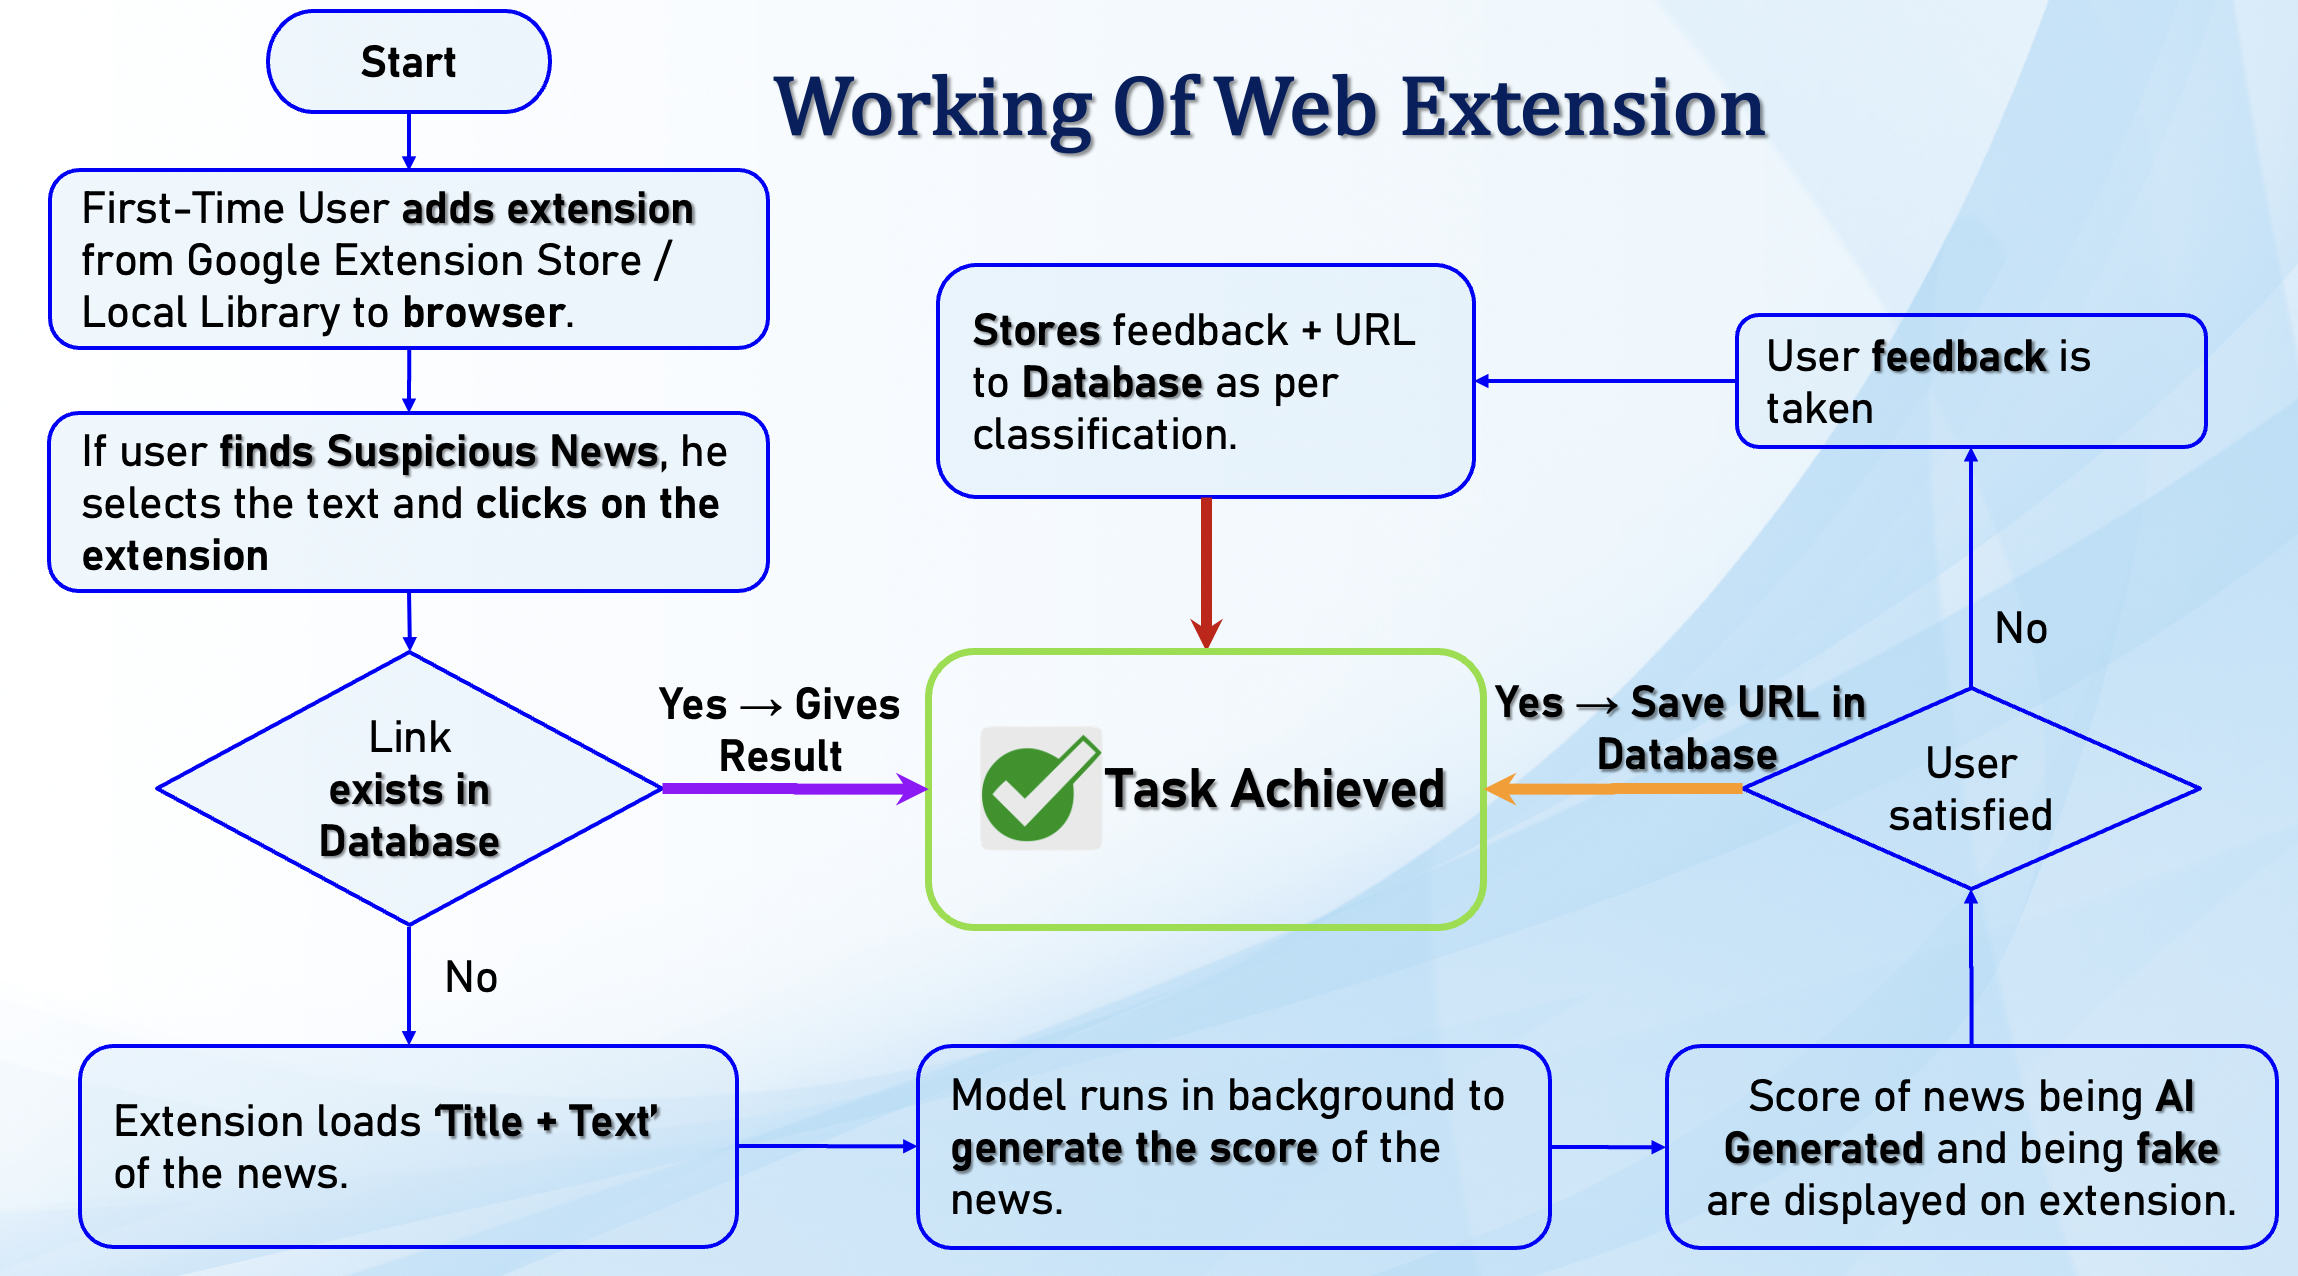 Start
Working Of Web Extension
First-Time User adds extension
from Google Extension Store /
Local Library to browser.
If user finds Suspicious News, he
selects the text and clicks on the
extension
Link
exists in
Database
Yes → Gives
Result
No
Extension loads ‘Title + Text’
of the news.
Model runs in background to
generate the score of the
news.
Score of news being AI
Generated and being fake
are displayed on extension.
User
satisfied
Yes → Save URL in
Database
No
User feedback is
taken
Stores feedback + URL
to Database as per
classification.
Task Achieved